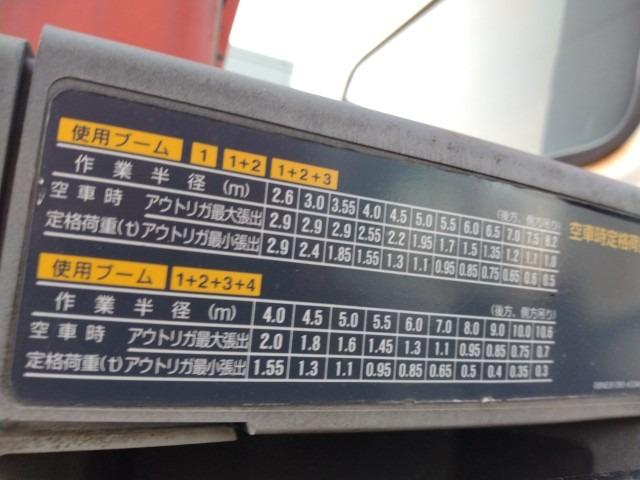 使用ブーム 1 1+2 1+2+3
(後方、側方吊り)
作業半径(m) 2.6 3.0 3.55 4.0 4.5 5.0 5.5 6.0 6.5 7.0 7.5 8.2
空車時 アウトリガ最大張出 2.9 2.9 2.9 2.55 2.2 1.95 1.7 1.5 1.35 1.2 1.1 1.0
定格荷重(t) アウトリガ最小張出 2.9 2.4 1.85 1.55 1.3 1.1 0.95 0.85 0.75 0.65 0.6 0.5
空車時定格荷
使用ブーム 1+2+3+4
(後方、側方吊り)
作業半径(m) 4.0 4.5 5.0 5.5 6.0 7.0 8.0 9.0 10.0 10.6
空車時 アウトリガ最大張出 2.0 1.8 1.6 1.45 1.3 1.1 0.95 0.85 0.75 0.7
定格荷重(t) アウトリガ最小張出 1.55 1.3 1.1 0.95 0.85 0.65 0.5 0.4 0.35 0.3